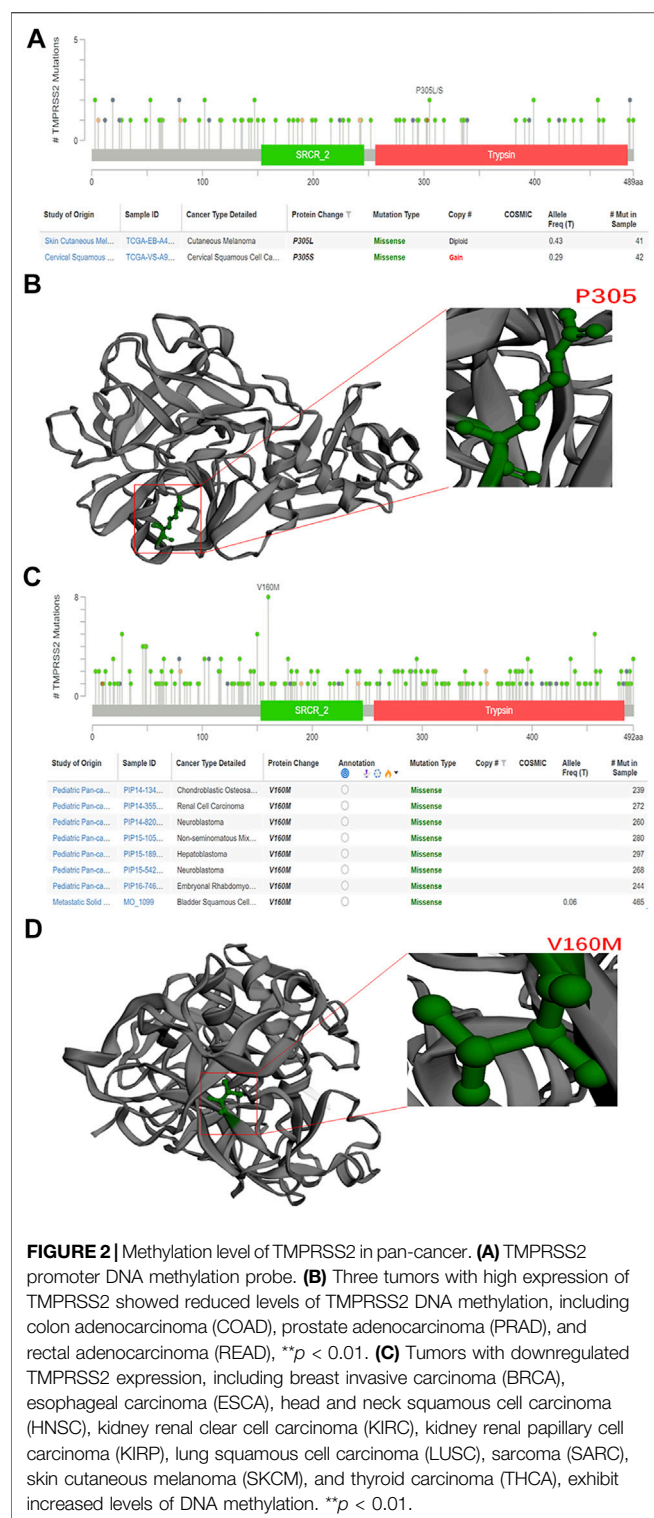 A
5
P305L/S
# TMPRSS2 Mutations
0
SRCR_2
Trypsin
0
100
200
300
400
489aa
Study of Origin Sample ID Cancer Type Detailed Protein Change Mutation Type Copy # COSMIC Allele Freq (T) # Mut in Sample
Skin Cutaneous Mel... TCGA-EB-A4... Cutaneous Melanoma P305L Missense Diploid 0.43 41
Cervical Squamous ... TCGA-VS-A9... Cervical Squamous Cell Ca... P305S Missense Gain 0.29 42
B
P305
C
V160M
8
# TMPRSS2 Mutations
0
SRCR_2
Trypsin
0
100
200
300
400
492aa
Study of Origin Sample ID Cancer Type Detailed Protein Change Annotation Mutation Type Copy # COSMIC Allele Freq (T) # Mut in Sample
Pediatric Pan-ca... PIP14-134... Chondroblastic Osteosa... V160M Missense 239
Pediatric Pan-ca... PIP14-355... Renal Cell Carcinoma V160M Missense 272
Pediatric Pan-ca... PIP14-820... Neuroblastoma V160M Missense 260
Pediatric Pan-ca... PIP15-105... Non-seminomatous Mix... V160M Missense 280
Pediatric Pan-ca... PIP15-189... Hepatoblastoma V160M Missense 297
Pediatric Pan-ca... PIP15-542... Neuroblastoma V160M Missense 268
Pediatric Pan-ca... PIP16-746... Embryonal Rhabdomyo... V160M Missense 244
Metastatic Solid ... MO_1099 Bladder Squamous Cell... V160M Missense 0.06 465
D
V160M
FIGURE 2 | Methylation level of TMPRSS2 in pan-cancer. (A) TMPRSS2
promoter DNA methylation probe. (B) Three tumors with high expression of
TMPRSS2 showed reduced levels of TMPRSS2 DNA methylation, including
colon adenocarcinoma (COAD), prostate adenocarcinoma (PRAD), and
rectal adenocarcinoma (READ), **p < 0.01. (C) Tumors with downregulated
TMPRSS2 expression, including breast invasive carcinoma (BRCA),
esophageal carcinoma (ESCA), head and neck squamous cell carcinoma
(HNSC), kidney renal clear cell carcinoma (KIRC), kidney renal papillary cell
carcinoma (KIRP), lung squamous cell carcinoma (LUSC), sarcoma (SARC),
skin cutaneous melanoma (SKCM), and thyroid carcinoma (THCA), exhibit
increased levels of DNA methylation. **p < 0.01.